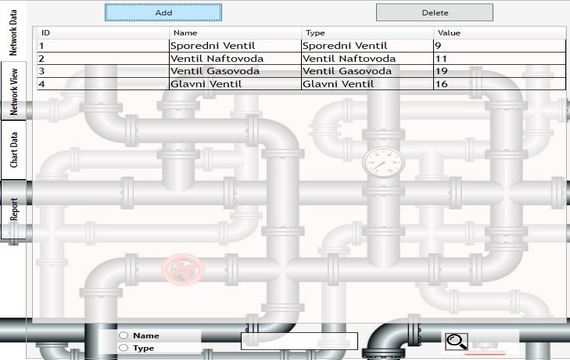 Add Delete
Network Data
Network View
Chart Data
Report
ID Name Type Value
1 Sporedni Ventil Sporedni Ventil 9
2 Ventil Naftovoda Ventil Naftovoda 11
3 Ventil Gasovoda Ventil Gasovoda 19
4 Glavni Ventil Glavni Ventil 16
Name
Type